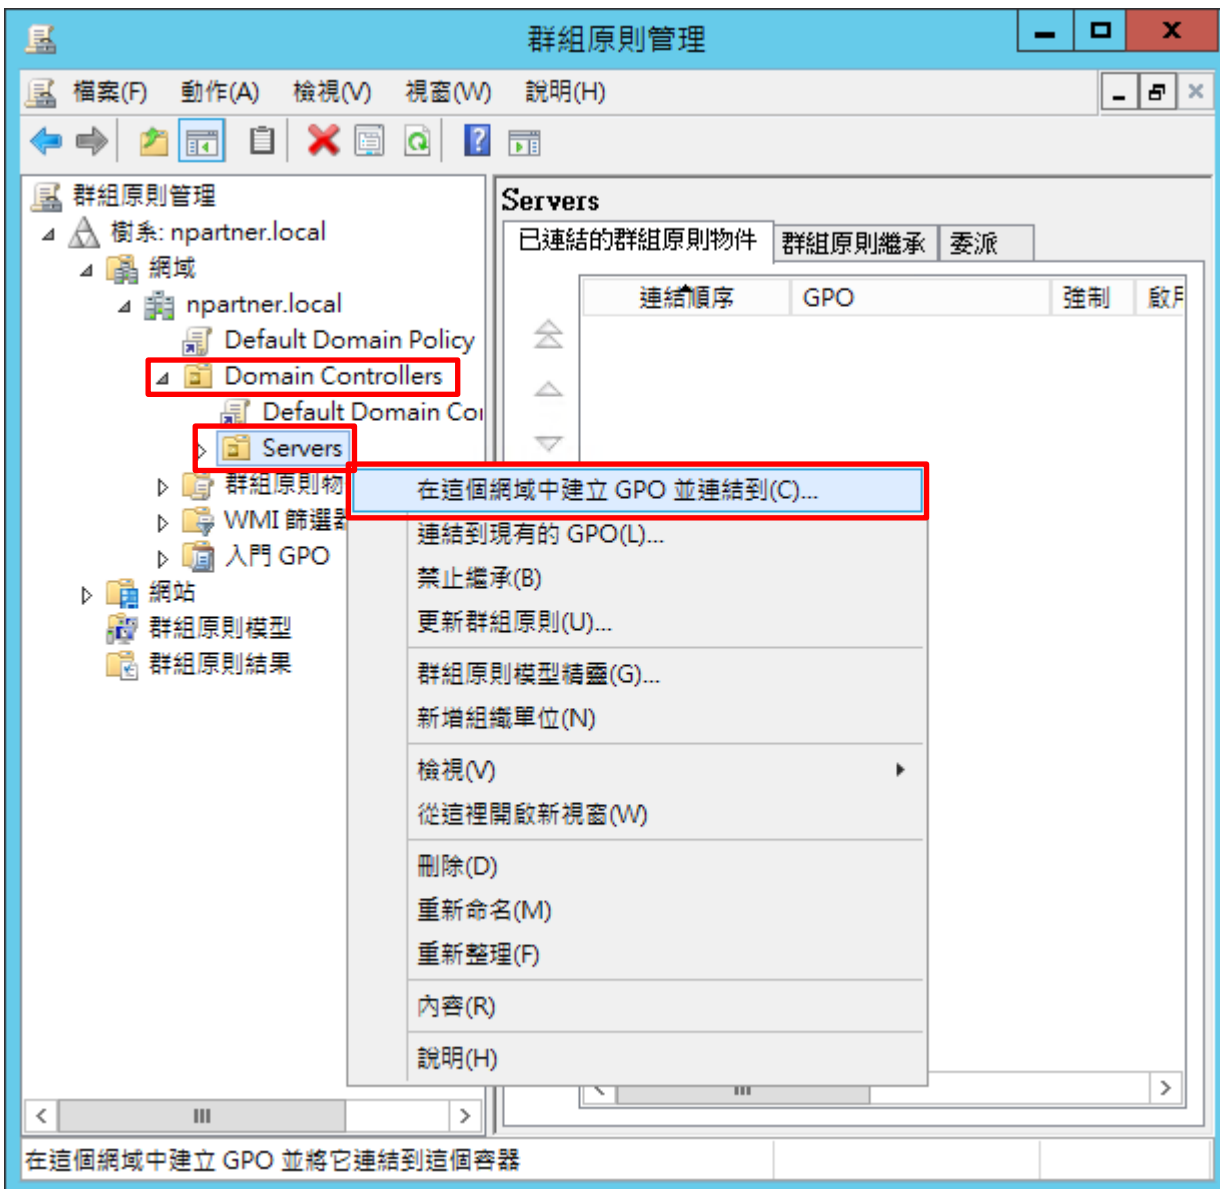 群組原則管理
檔案(F) 動作(A) 檢視(V) 視窗(W) 說明(H)
群組原則管理
樹系: npartner.local
網域
npartner.local
Default Domain Policy
Domain Controllers
Default Domain Con
Servers
群組原則物
WMI 篩選器
入門 GPO
網站
群組原則模型
群組原則結果
Servers
已連結的群組原則物件 群組原則繼承 委派
連結順序 GPO 強制 啟用
在這個網域中建立 GPO 並連結到(C)...
連結到現有的 GPO(L)...
禁止繼承(B)
更新群組原則(U)...
群組原則模型精靈(G)...
新增組織單位(N)
檢視(V)
從這裡開啟新視窗(W)
刪除(D)
重新命名(M)
重新整理(F)
內容(R)
說明(H)
在這個網域中建立 GPO 並將它連結到這個容器